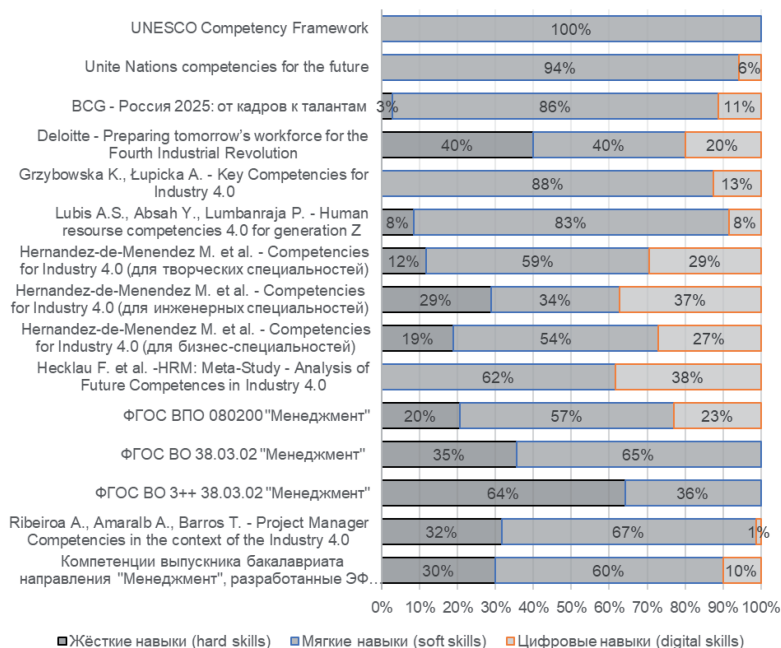 UNESCO Competency Framework
100%
Unite Nations competencies for the future
94%
6%
BCG - Россия 2025: от кадров к талантам
3%
86%
11%
Deloitte - Preparing tomorrow's workforce for the
Fourth Industrial Revolution
40%
40%
20%
Grzybowska K., Łupicka A. - Key Competencies for
Industry 4.0
88%
13%
Lubis A.S., Absah Y., Lumbanraja P. - Human
resourse competencies 4.0 for generation Z
8%
83%
8%
Hernandez-de-Menendez M. et al. - Competencies
for Industry 4.0 (для творческих специальностей)
12%
59%
29%
Hernandez-de-Menendez M. et al. - Competencies
for Industry 4.0 (для инженерных специальностей)
29%
34%
37%
Hernandez-de-Menendez M. et al. - Competencies
for Industry 4.0 (для бизнес-специальностей)
19%
54%
27%
Hecklau F. et al. -HRM: Meta-Study - Analysis of
Future Competences in Industry 4.0
62%
38%
ФГОС ВПО 080200 "Менеджмент"
20%
57%
23%
ФГОС ВО 38.03.02 "Менеджмент"
35%
65%
ФГОС ВО 3++ 38.03.02 "Менеджмент"
64%
36%
Ribeiroa A., Amaralb A., Barros T. - Project Manager
Competencies in the context of the Industry 4.0
32%
67%
1%
Компетенции выпускника бакалавриата
направления "Менеджмент", разработанные ЭФ…
30%
60%
10%
0% 10% 20% 30% 40% 50% 60% 70% 80% 90% 100%
Жёсткие навыки (hard skills) Мягкие навыки (soft skills) Цифровые навыки (digital skills)